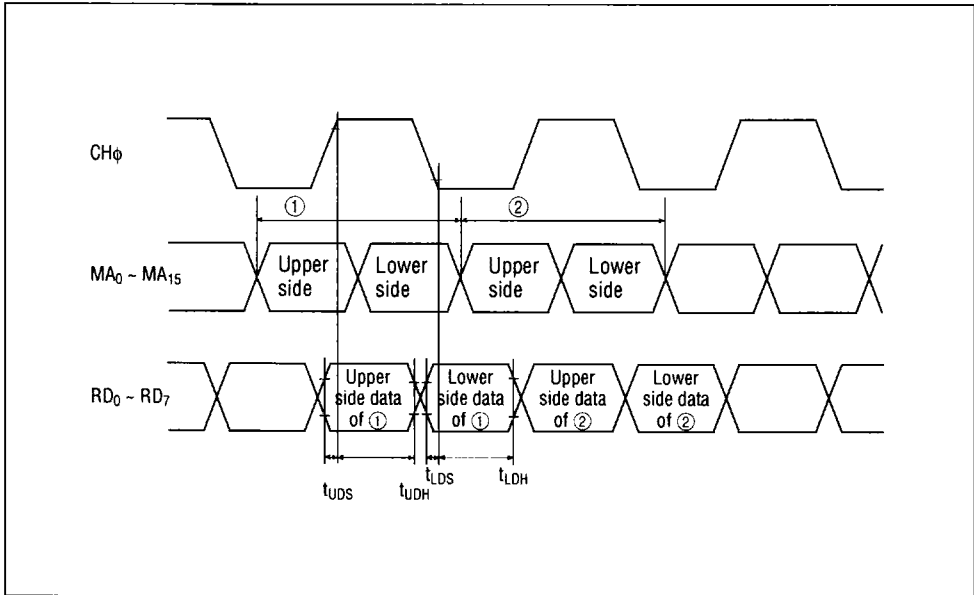 CHϕ
① ②
MA₀ ~ MA₁₅
Upper side
Lower side
Upper side
Lower side
RD₀ ~ RD₇
Upper side data of ①
Lower side data of ①
Upper side data of ②
Lower side data of ②
tUDS tUDH tLDS tLDH